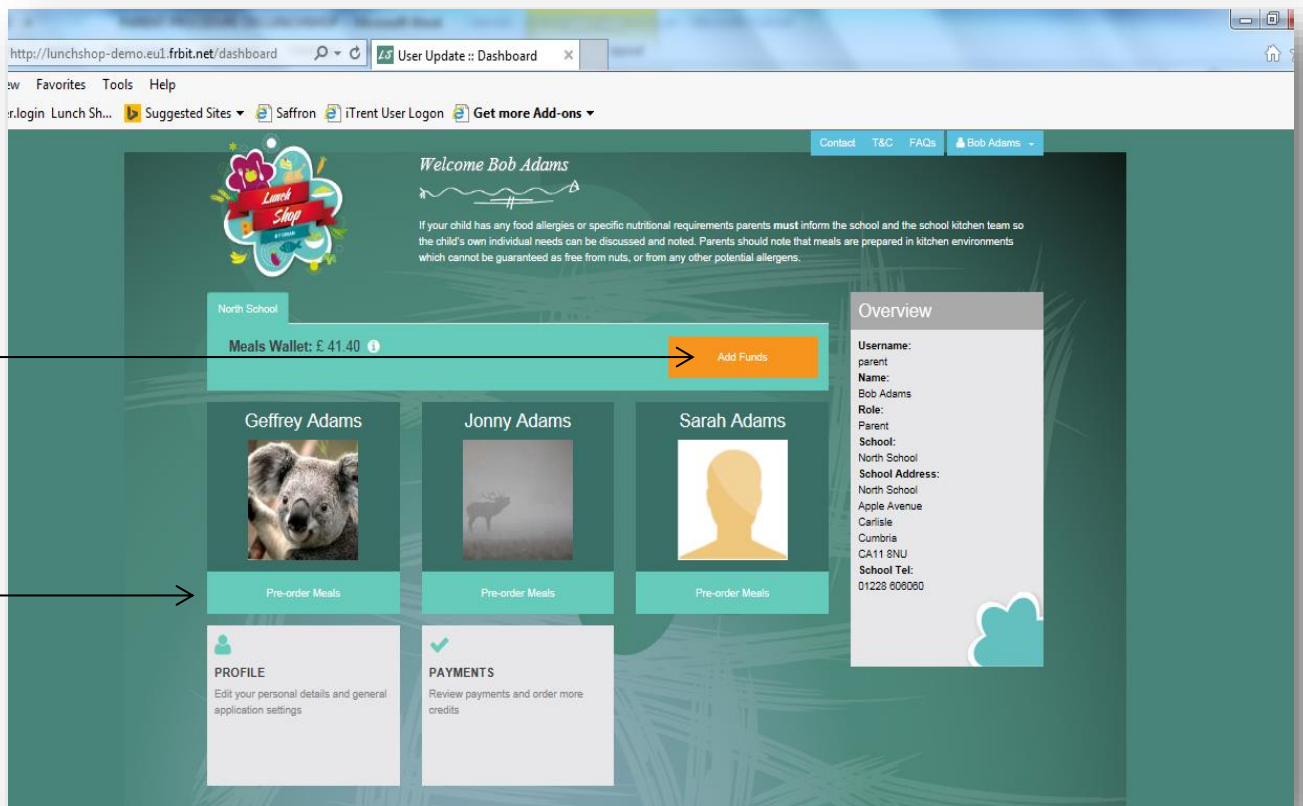 http://lunchshop-demo.eu1.frbit.net/dashboard
LS User Update :: Dashboard
ew Favorites Tools Help
r.login Lunch Sh... Suggested Sites Saffron iTrent User Logon Get more Add-ons
Contact T&C FAQs Bob Adams
Lunch
Shop
Welcome Bob Adams
If your child has any food allergies or specific nutritional requirements parents must inform the school and the school kitchen team so
the child's own individual needs can be discussed and noted. Parents should note that meals are prepared in kitchen environments
which cannot be guaranteed as free from nuts, or from any other potential allergens.
North School
Meals Wallet: £ 41.40
Add Funds
Geffrey Adams
Jonny Adams
Sarah Adams
Pre-order Meals
Pre-order Meals
Pre-order Meals
PROFILE
Edit your personal details and general
application settings
PAYMENTS
Review payments and order more
credits
Overview
Username:
parent
Name:
Bob Adams
Role:
Parent
School:
North School
School Address:
North School
Apple Avenue
Carlisle
Cumbria
CA11 8NU
School Tel:
01228 606060